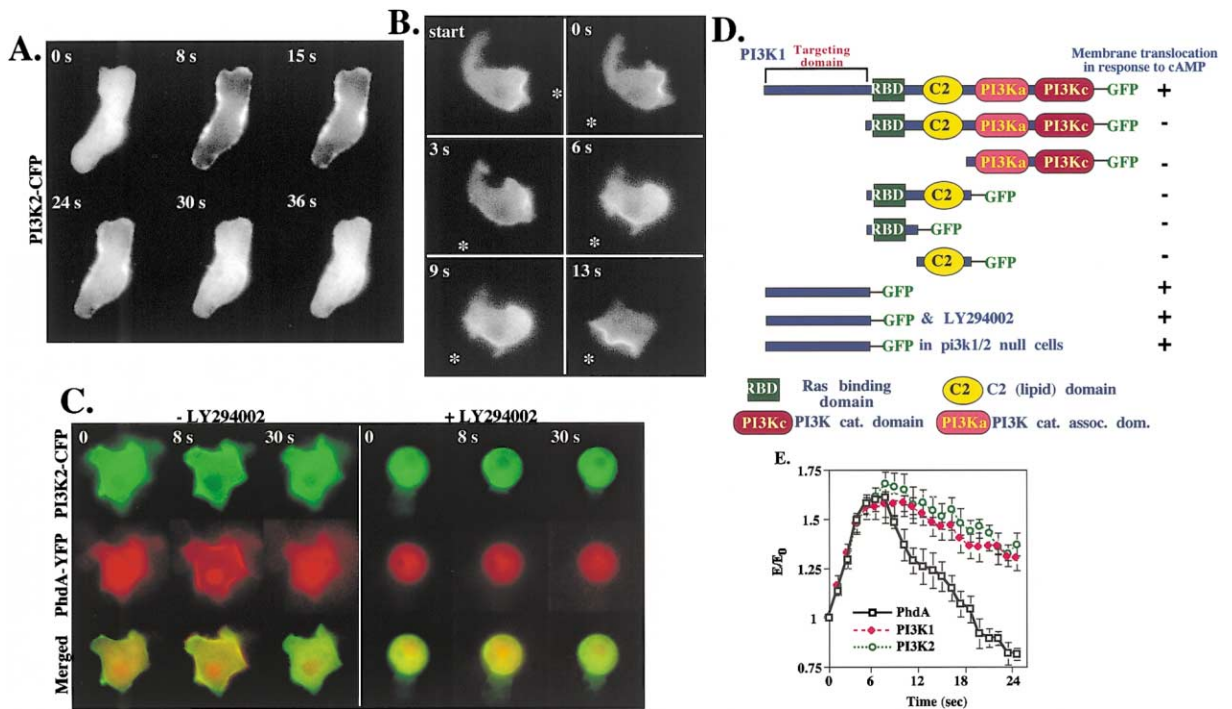 A.
0 s 8 s 15 s
PI3K2-CFP
24 s 30 s 36 s
B.
start 0 s
*
*
3 s 6 s
*
*
9 s 13 s
*
*
C.
- LY294002 + LY294002
0 8 s 30 s 0 8 s 30 s
PI3K2-CFP
PhdA-YFP
Merged
D.
PI3K1 Targeting domain
Membrane translocation
in response to cAMP
RBD C2 PI3Ka PI3Kc GFP +
RBD C2 PI3Ka PI3Kc GFP -
PI3Ka PI3Kc GFP -
RBD C2 GFP -
RBD GFP -
C2 GFP -
GFP +
GFP & LY294002 +
GFP in pi3k1/2 null cells +
RBD Ras binding domain
C2 C2 (lipid) domain
PI3Kc PI3K cat. domain
PI3Ka PI3K cat. assoc. dom.
E.
E/E0
1.75
1.5
1.25
1
0.75
PhdA
PI3K1
PI3K2
0 6 12 18 24
Time (sec)